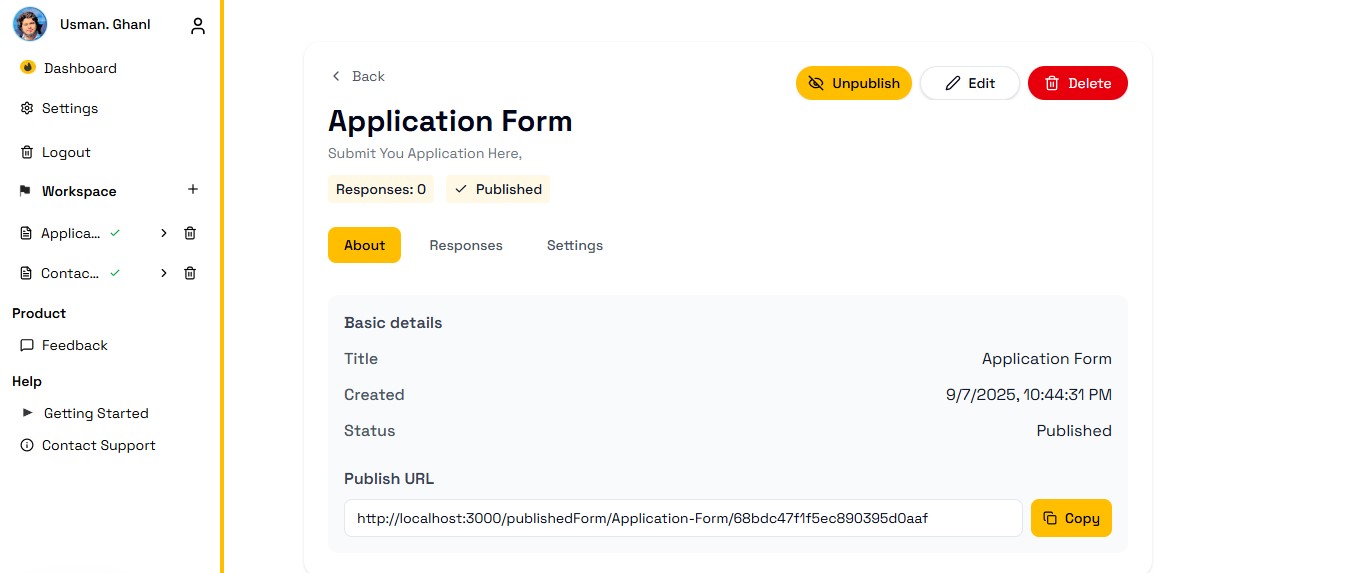 Usman. Ghanl
Dashboard
Settings
Logout
Workspace
Applica...
Contac...
Product
Feedback
Help
Getting Started
Contact Support
Back
Unpublish
Edit
Delete
Application Form
Submit You Application Here,
Responses: 0
Published
About
Responses
Settings
Basic details
Title
Application Form
Created
9/7/2025, 10:44:31 PM
Status
Published
Publish URL
http://localhost:3000/publishedForm/Application-Form/68bdc47f1f5ec890395d0aaf
Copy